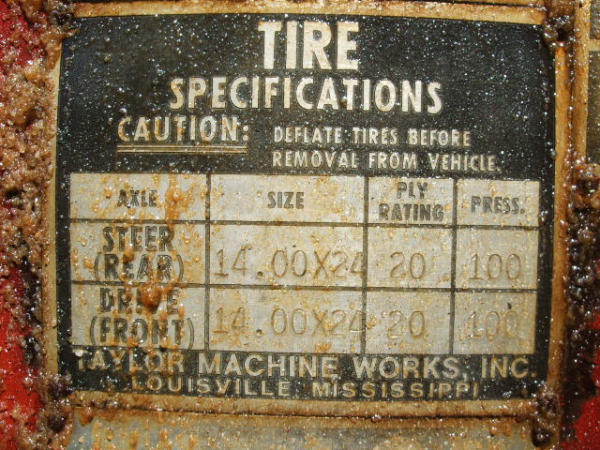 TIRE
SPECIFICATIONS
CAUTION: DEFLATE TIRES BEFORE
REMOVAL FROM VEHICLE.
AXLE SIZE PLY RATING PRESS.
STEER (REAR) 14.00X24 20 100
DRIVE (FRONT) 14.00X24 20 100
TAYLOR MACHINE WORKS, INC.
LOUISVILLE, MISSISSIPPI